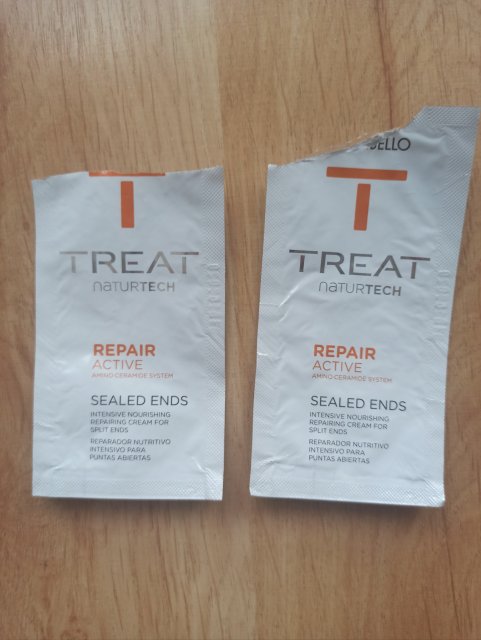 TREAT
naTURTECH
REPAIR
ACTIVE
AMINO·CERAMIDE SYSTEM
SEALED ENDS
INTENSIVE NOURISHING
REPAIRING CREAM FOR
SPLIT ENDS
REPARADOR NUTRITIVO
INTENSIVO PARA
PUNTAS ABIERTAS
BELLO
TREAT
naTURTECH
REPAIR
ACTIVE
AMINO·CERAMIDE SYSTEM
SEALED ENDS
INTENSIVE NOURISHING
REPAIRING CREAM FOR
SPLIT ENDS
REPARADOR NUTRITIVO
INTENSIVO PARA
PUNTAS ABIERTAS